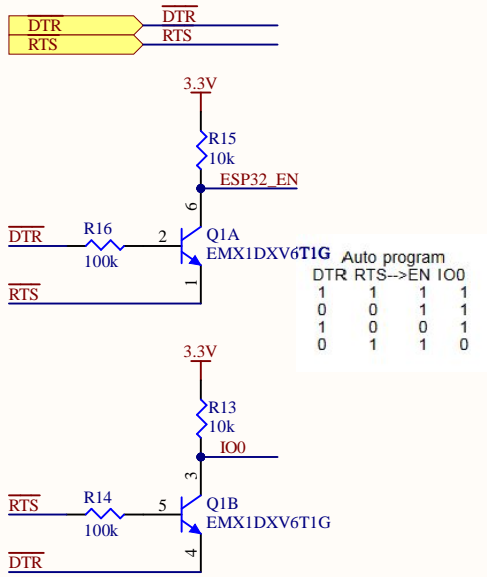 DTR DTR
RTS RTS
3.3V
R15
10k
ESP32_EN
6
DTR R16 2 Q1A
100k EMX1DXV6T1G
RTS 1
Auto program
DTR RTS-->EN IO0
1 1 1 1
0 0 1 1
1 0 0 1
0 1 1 0
3.3V
R13
10k
IO0
3
RTS R14 5 Q1B
100k EMX1DXV6T1G
DTR 4